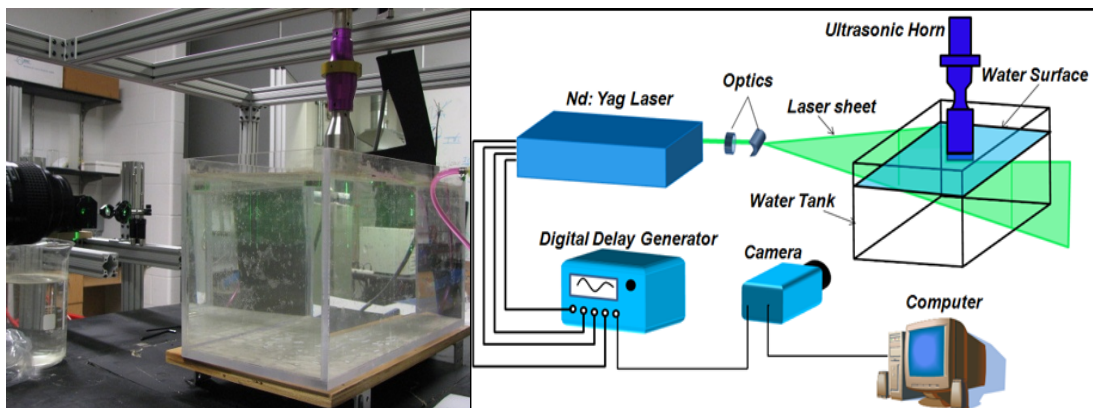 Ultrasonic Horn
Water Surface
Optics
Laser sheet
Nd: Yag Laser
Water Tank
Digital Delay Generator
Camera
Computer